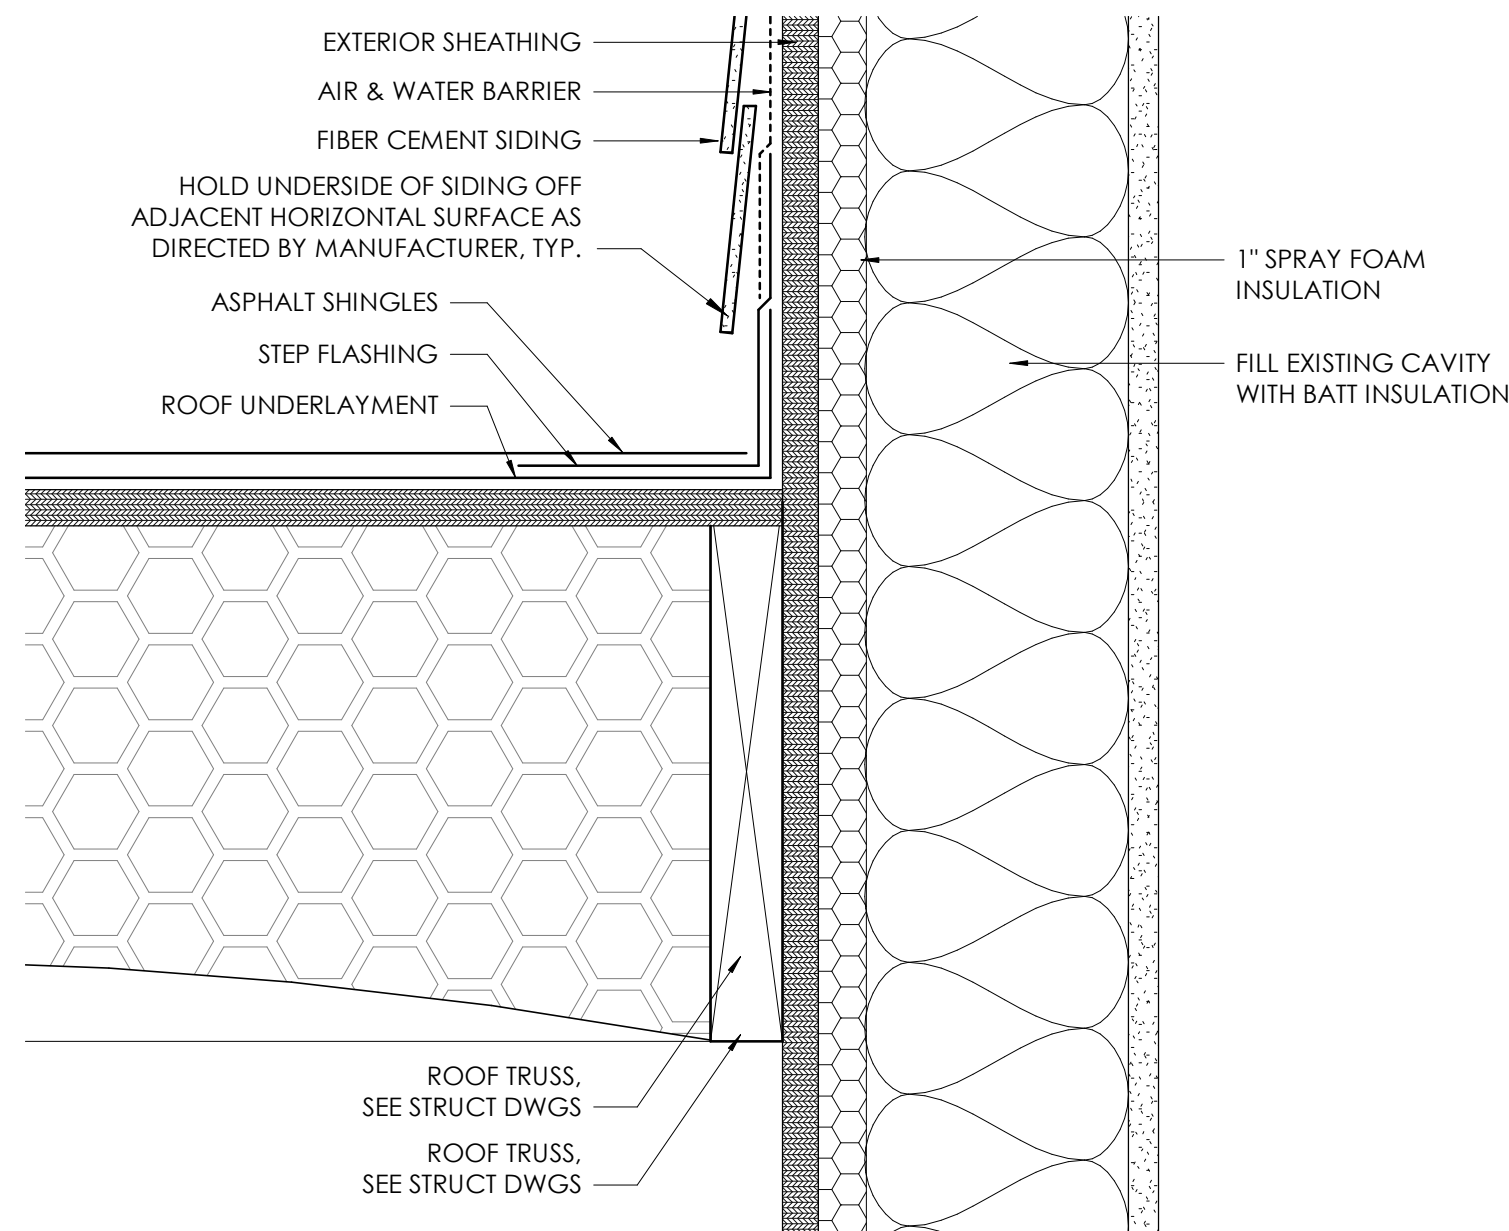 EXTERIOR SHEATHING
AIR & WATER BARRIER
FIBER CEMENT SIDING
HOLD UNDERSIDE OF SIDING OFF
ADJACENT HORIZONTAL SURFACE AS
DIRECTED BY MANUFACTURER, TYP.
ASPHALT SHINGLES
STEP FLASHING
ROOF UNDERLAYMENT
1" SPRAY FOAM
INSULATION
FILL EXISTING CAVITY
WITH BATT INSULATION
ROOF TRUSS,
SEE STRUCT DWGS
ROOF TRUSS,
SEE STRUCT DWGS